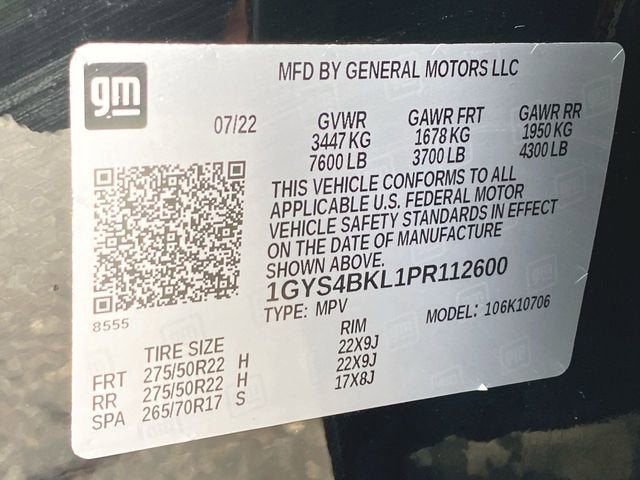 gm
MFD BY GENERAL MOTORS LLC
07/22 GVWR GAWR FRT GAWR RR
3447 KG 1678 KG 1950 KG
7600 LB 3700 LB 4300 LB
THIS VEHICLE CONFORMS TO ALL
APPLICABLE U.S. FEDERAL MOTOR
VEHICLE SAFETY STANDARDS IN EFFECT
ON THE DATE OF MANUFACTURE
SHOWN ABOVE.
1GYS4BKL1PR112600
8555
TYPE: MPV MODEL: 106K10706
TIRE SIZE RIM
FRT 275/50R22 H 22X9J
RR 275/50R22 H 22X9J
SPA 265/70R17 S 17X8J